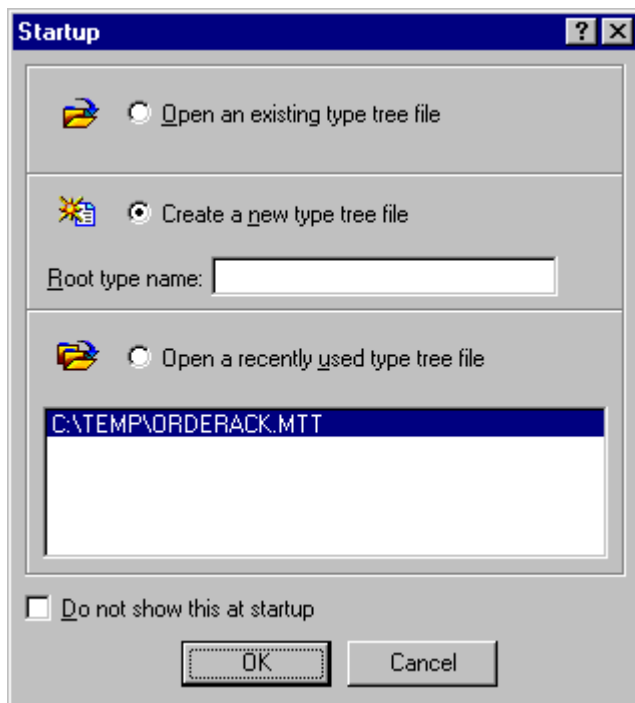 Startup
Open an existing type tree file
Create a new type tree file
Root type name:
Open a recently used type tree file
C:\TEMP\ORDERACK.MTT
Do not show this at startup
OK Cancel